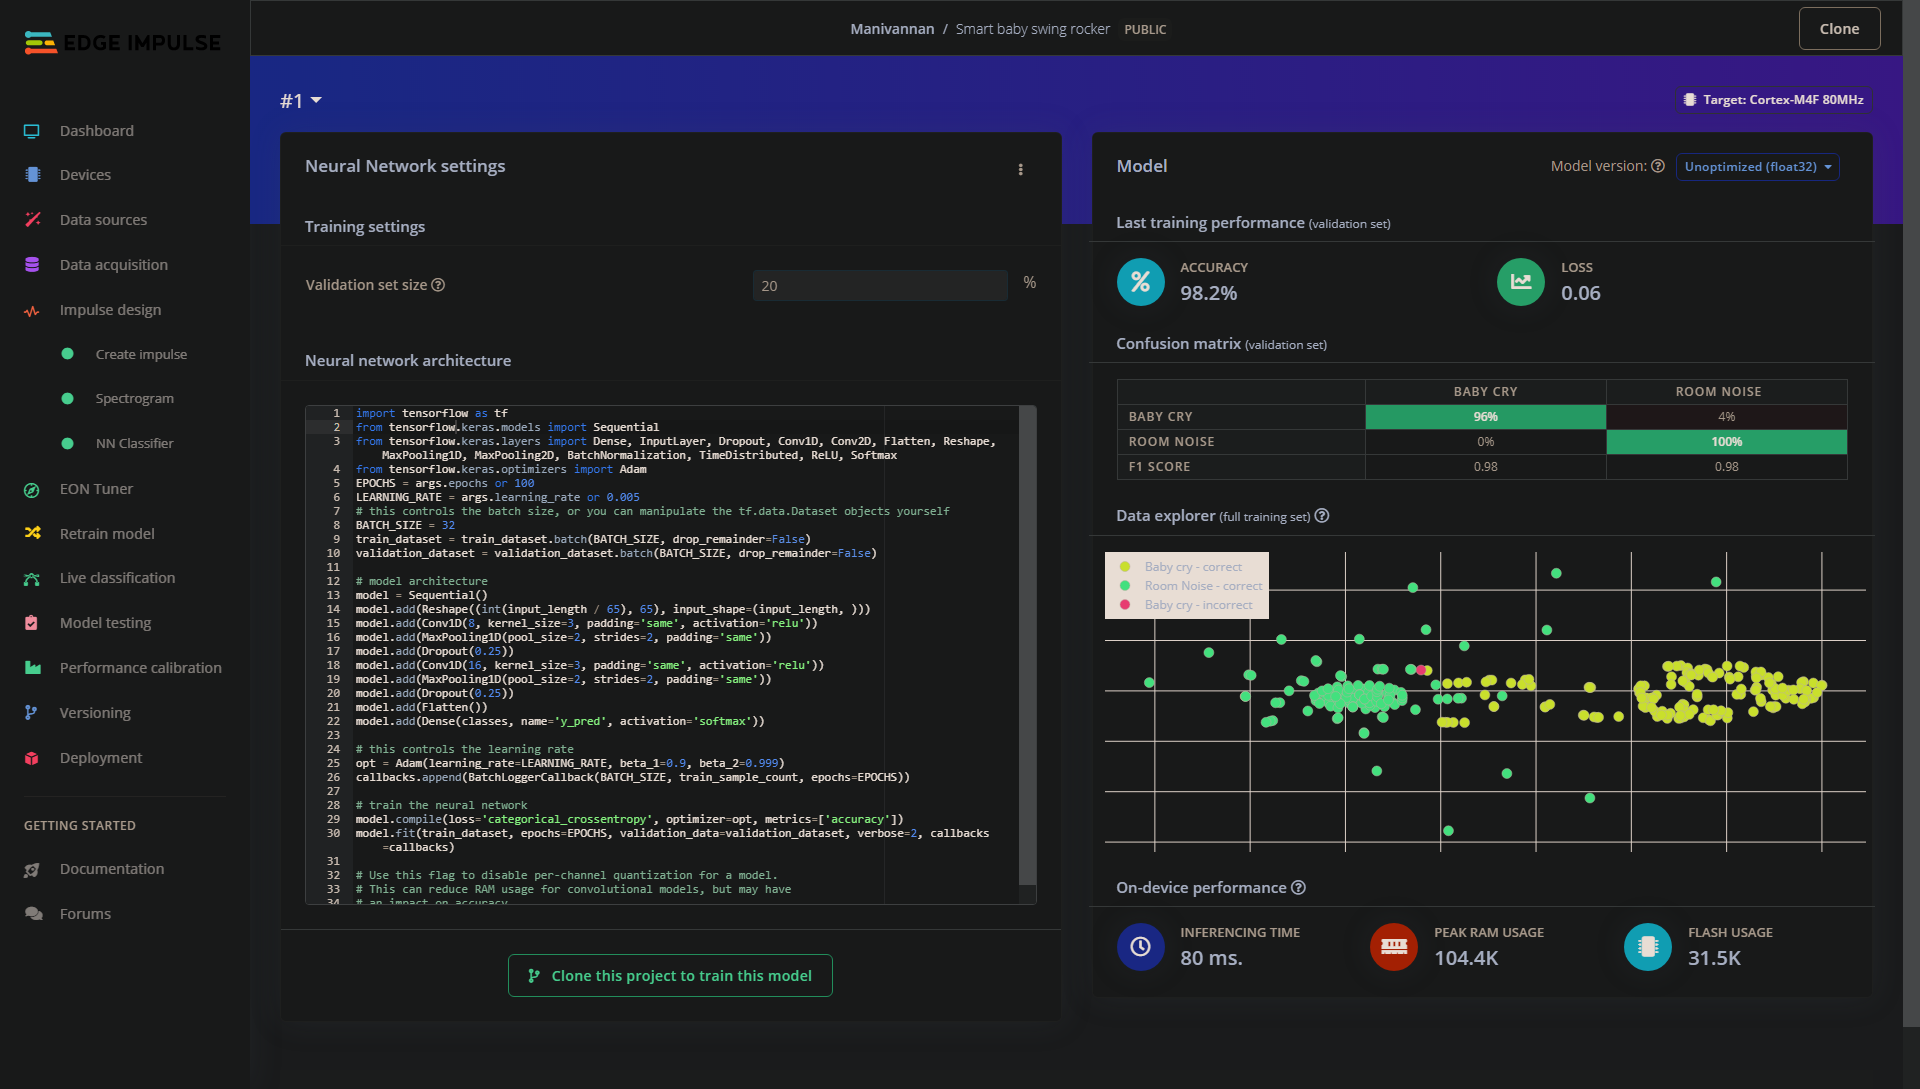 EDGE IMPULSE
Manivannan / Smart baby swing rocker PUBLIC
Clone
#1
Target: Cortex-M4F 80MHz
Dashboard
Devices
Data sources
Data acquisition
Impulse design
Create impulse
Spectrogram
NN Classifier
EON Tuner
Retrain model
Live classification
Model testing
Performance calibration
Versioning
Deployment
GETTING STARTED
Documentation
Forums
Neural Network settings
Training settings
Validation set size ?
20 %
Neural network architecture
1 import tensorflow as tf
2 from tensorflow.keras.models import Sequential
3 from tensorflow.keras.layers import Dense, InputLayer, Dropout, Conv1D, Conv2D, Flatten, Reshape,
MaxPooling1D, MaxPooling2D, BatchNormalization, TimeDistributed, ReLU, Softmax
4 from tensorflow.keras.optimizers import Adam
5 EPOCHS = args.epochs or 100
6 LEARNING_RATE = args.learning_rate or 0.005
7 # this controls the batch size, or you can manipulate the tf.data.Dataset objects yourself
8 BATCH_SIZE = 32
9 train_dataset = train_dataset.batch(BATCH_SIZE, drop_remainder=False)
10 validation_dataset = validation_dataset.batch(BATCH_SIZE, drop_remainder=False)
11
12 # model architecture
13 model = Sequential()
14 model.add(Reshape((int(input_length / 65), 65), input_shape=(input_length, )))
15 model.add(Conv1D(8, kernel_size=3, padding='same', activation='relu'))
16 model.add(MaxPooling1D(pool_size=2, strides=2, padding='same'))
17 model.add(Dropout(0.25))
18 model.add(Conv1D(16, kernel_size=3, padding='same', activation='relu'))
19 model.add(MaxPooling1D(pool_size=2, strides=2, padding='same'))
20 model.add(Dropout(0.25))
21 model.add(Flatten())
22 model.add(Dense(classes, name='y_pred', activation='softmax'))
23
24 # this controls the learning rate
25 opt = Adam(learning_rate=LEARNING_RATE, beta_1=0.9, beta_2=0.999)
26 callbacks.append(BatchLoggerCallback(BATCH_SIZE, train_sample_count, epochs=EPOCHS))
27
28 # train the neural network
29 model.compile(loss='categorical_crossentropy', optimizer=opt, metrics=['accuracy'])
30 model.fit(train_dataset, epochs=EPOCHS, validation_data=validation_dataset, verbose=2, callbacks
=callbacks)
31
32 # Use this flag to disable per-channel quantization for a model.
33 # This can reduce RAM usage for convolutional models, but may have
34 # an impact on accuracy
Clone this project to train this model
Model
Model version: ? Unoptimized (float32)
Last training performance (validation set)
% ACCURACY
98.2%
LOSS
0.06
Confusion matrix (validation set)
BABY CRY ROOM NOISE
BABY CRY 96% 4%
ROOM NOISE 0% 100%
F1 SCORE 0.98 0.98
Data explorer (full training set) ?
Baby cry - correct
Room Noise - correct
Baby cry - incorrect
On-device performance ?
INFERENCING TIME
80 ms.
PEAK RAM USAGE
104.4K
FLASH USAGE
31.5K